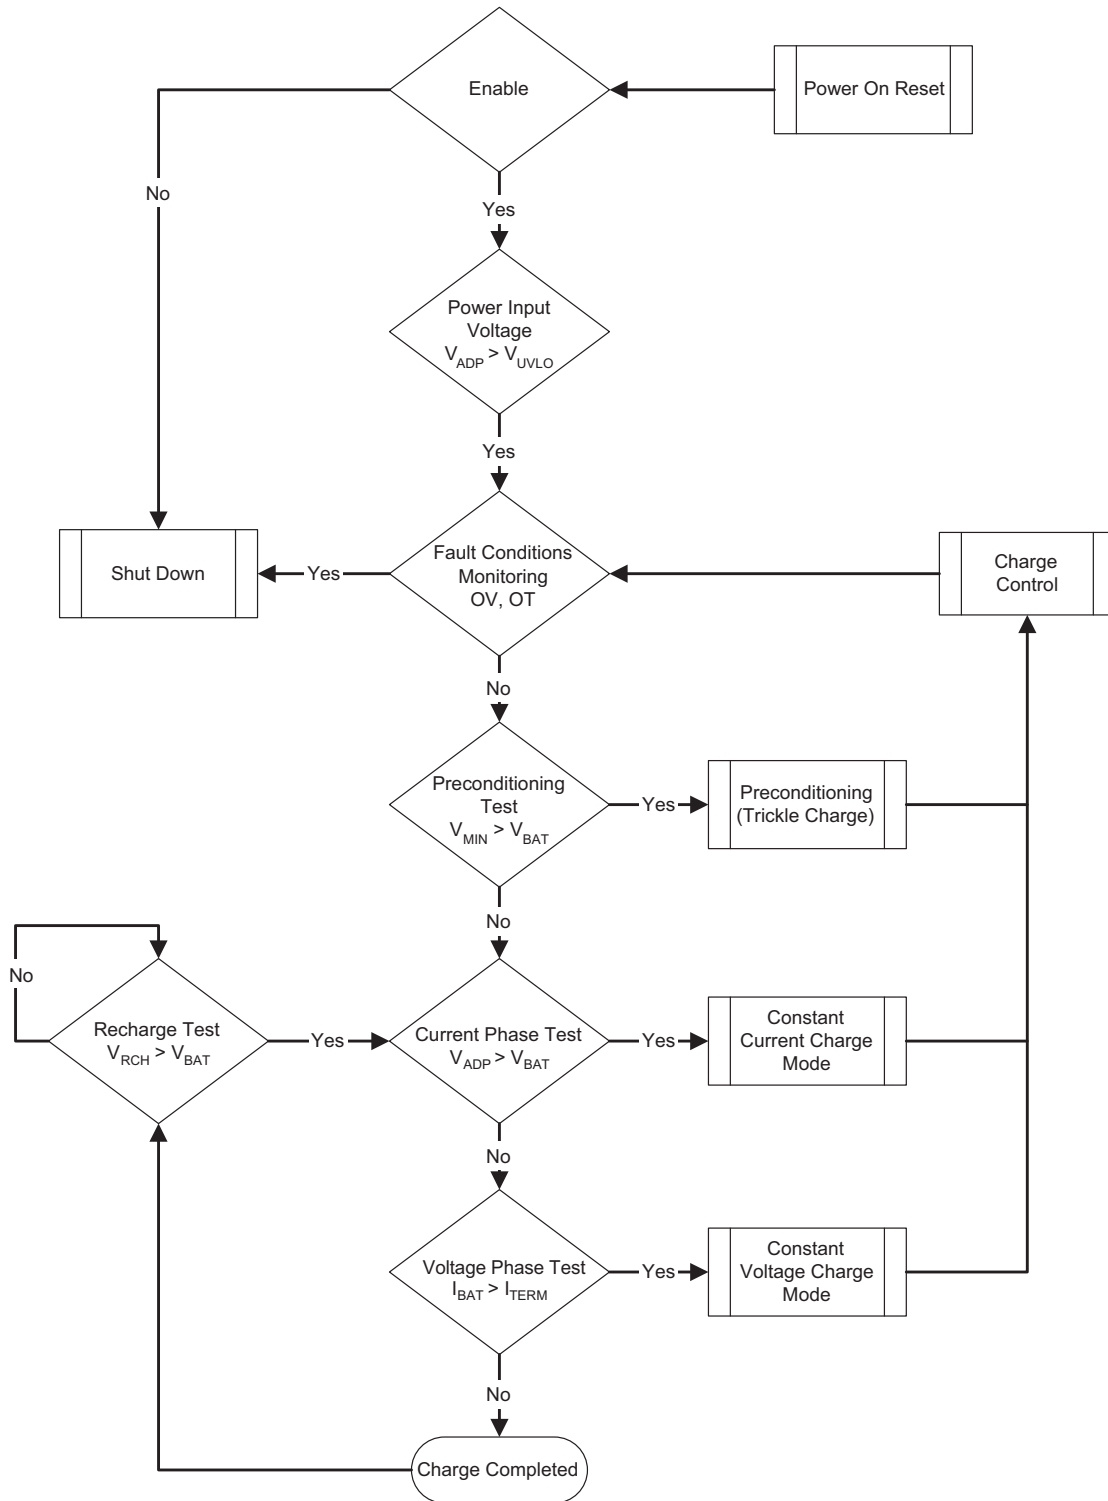 Enable
Power On Reset
No
Yes
Power Input
Voltage
V_ADP > V_UVLO
Yes
Shut Down
Yes
Fault Conditions
Monitoring
OV, OT
Charge
Control
No
Preconditioning
Test
V_MIN > V_BAT
Yes
Preconditioning
(Trickle Charge)
No
No
Recharge Test
V_RCH > V_BAT
Yes
Current Phase Test
V_ADP > V_BAT
Yes
Constant
Current Charge
Mode
No
Voltage Phase Test
I_BAT > I_TERM
Yes
Constant
Voltage Charge
Mode
No
Charge Completed